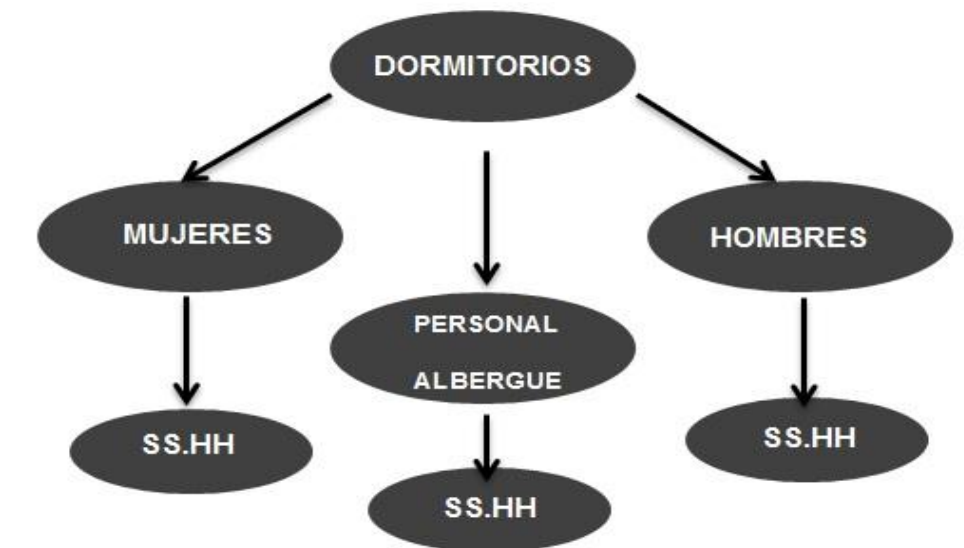 DORMITORIOS
MUJERES
HOMBRES
PERSONAL
ALBERGUE
SS.HH
SS.HH
SS.HH